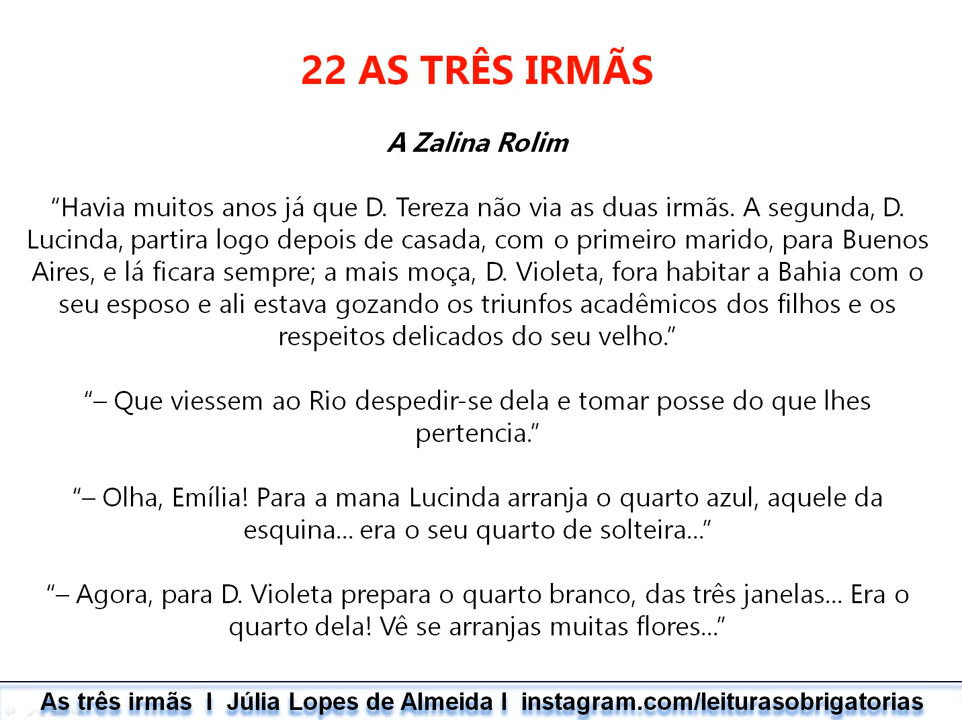 22 AS TRÊS IRMÃS
A Zalina Rolim
“Havia muitos anos já que D. Tereza não via as duas irmãs. A segunda, D.
Lucinda, partira logo depois de casada, com o primeiro marido, para Buenos
Aires, e lá ficara sempre; a mais moça, D. Violeta, fora habitar a Bahia com o
seu esposo e ali estava gozando os triunfos acadêmicos dos filhos e os
respeitos delicados do seu velho.”
“– Que viessem ao Rio despedir-se dela e tomar posse do que lhes
pertencia.”
“– Olha, Emília! Para a mana Lucinda arranja o quarto azul, aquele da
esquina... era o seu quarto de solteira...”
“– Agora, para D. Violeta prepara o quarto branco, das três janelas... Era o
quarto dela! Vê se arranjas muitas flores...”
As três irmãs I Júlia Lopes de Almeida I instagram.com/leiturasobrigatorias